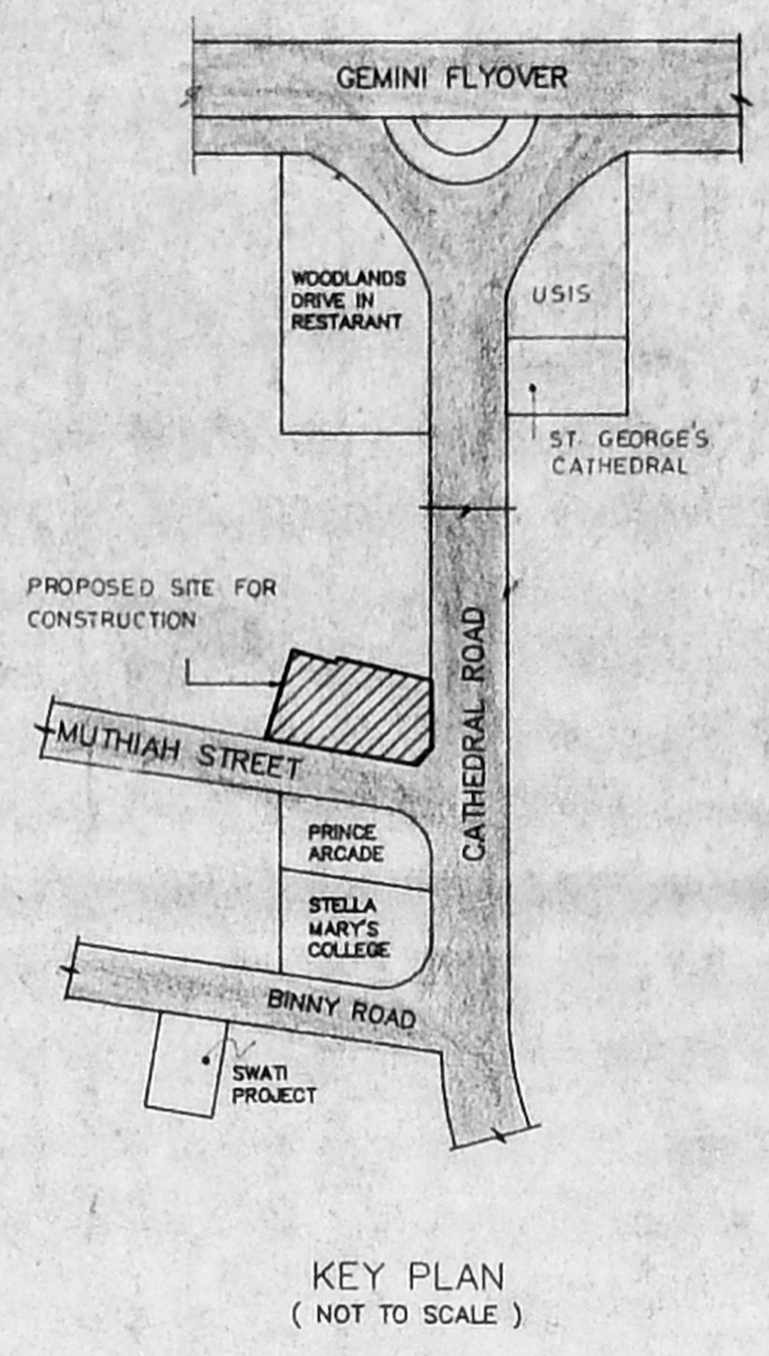 GEMINI FLYOVER
WOODLANDS
DRIVE IN
RESTARANT
USIS
ST. GEORGE'S
CATHEDRAL
PROPOSED SITE FOR
CONSTRUCTION
CATHEDRAL ROAD
MUTHIAH STREET
PRINCE
ARCADE
STELLA
MARY'S
COLLEGE
BINNY ROAD
SWATI
PROJECT
KEY PLAN
( NOT TO SCALE )